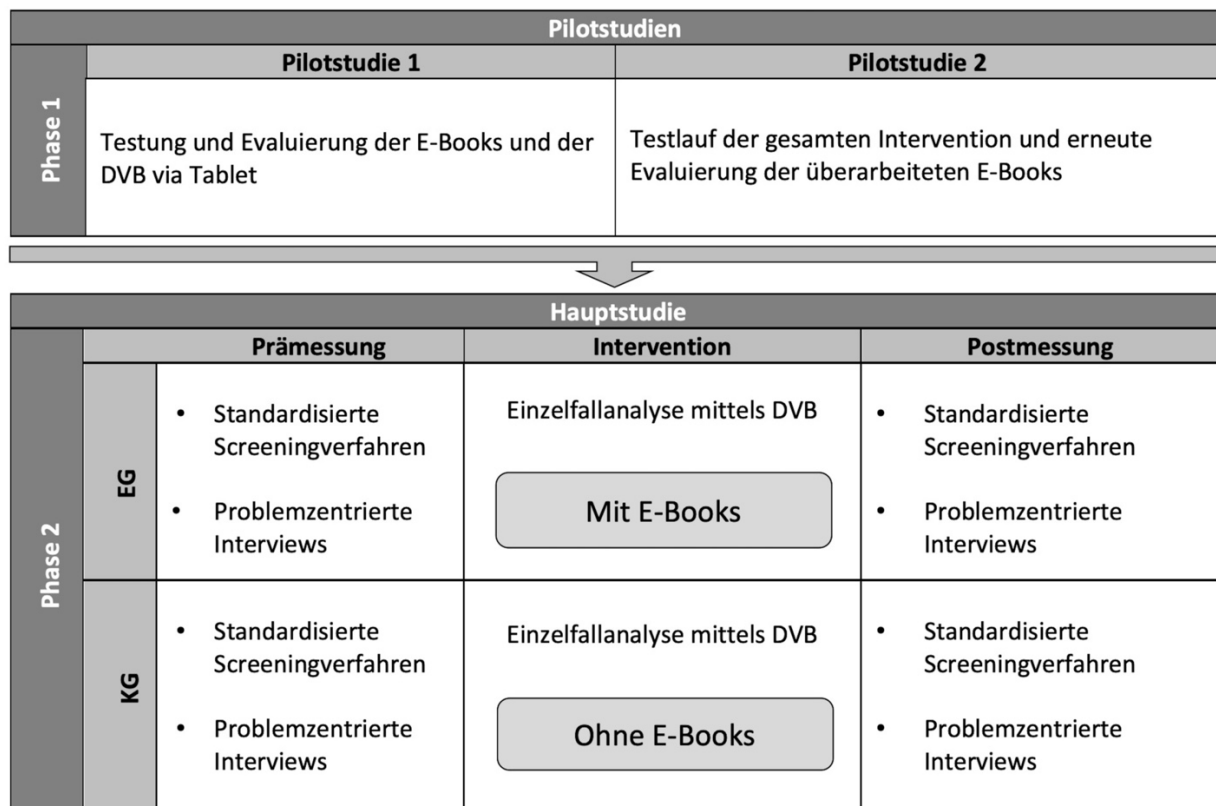 Pilotstudien
Pilotstudie 1
Pilotstudie 2
Phase 1
Testung und Evaluierung der E-Books und der
DVB via Tablet
Testlauf der gesamten Intervention und erneute
Evaluierung der überarbeiteten E-Books
Hauptstudie
Prämessung
Intervention
Postmessung
Phase 2
EG
• Standardisierte
Screeningverfahren
• Problemzentrierte
Interviews
Einzelfallanalyse mittels DVB
Mit E-Books
• Standardisierte
Screeningverfahren
• Problemzentrierte
Interviews
KG
• Standardisierte
Screeningverfahren
• Problemzentrierte
Interviews
Einzelfallanalyse mittels DVB
Ohne E-Books
• Standardisierte
Screeningverfahren
• Problemzentrierte
Interviews